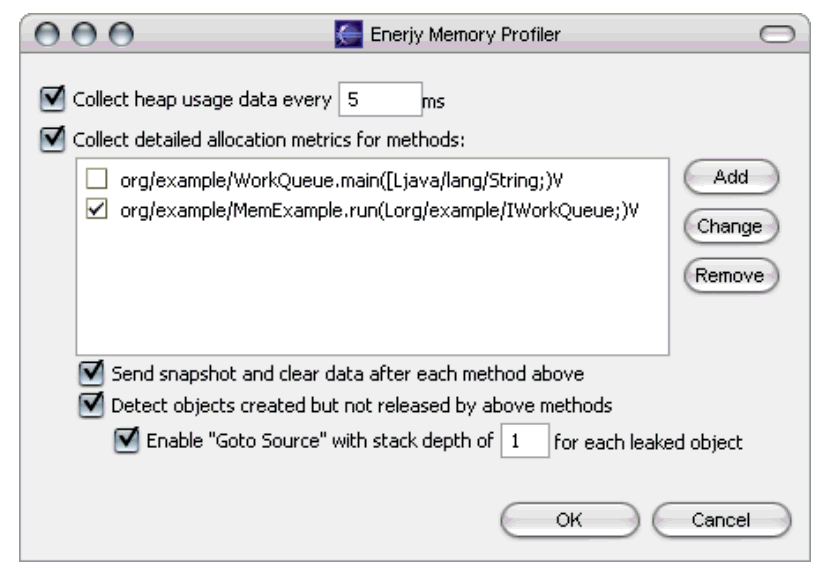 Enerjy Memory Profiler
Collect heap usage data every 5 ms
Collect detailed allocation metrics for methods:
org/example/WorkQueue.main([Ljava/lang/String;)V
org/example/MemExample.run(Lorg/example/IWorkQueue;)V
Add
Change
Remove
Send snapshot and clear data after each method above
Detect objects created but not released by above methods
Enable "Goto Source" with stack depth of 1 for each leaked object
OK Cancel